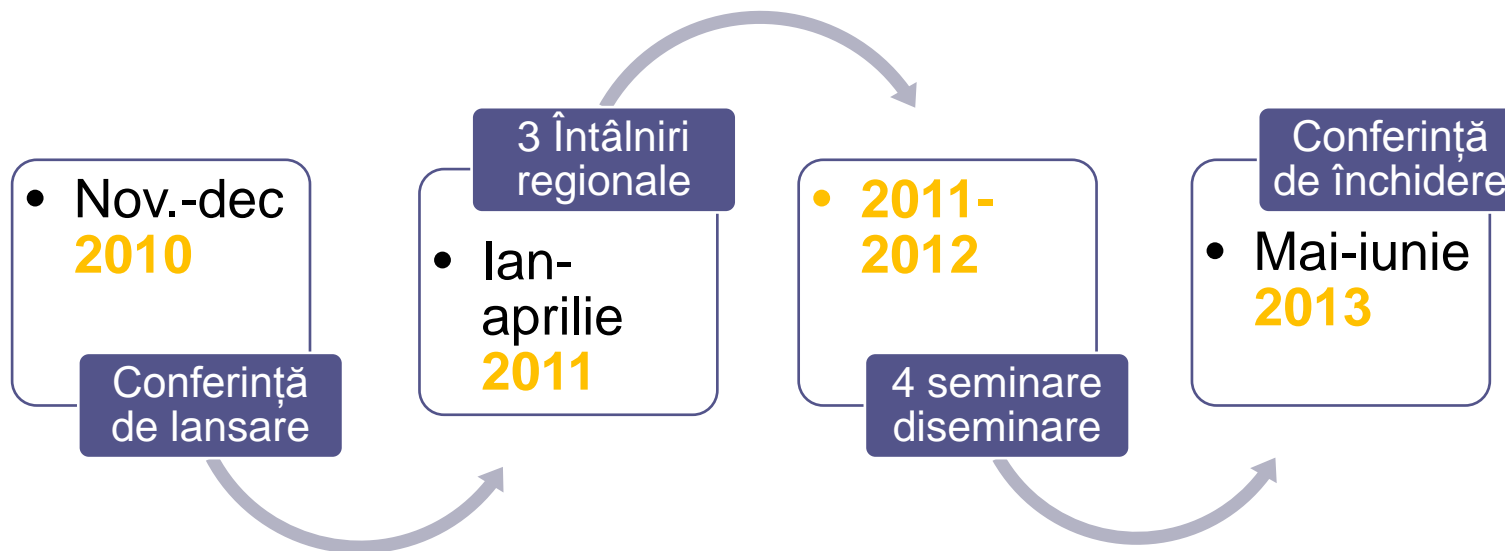 • Nov.-dec
2010
Conferință
de lansare
3 Întâlniri
regionale
• Ian-
aprilie
2011
• 2011-
2012
4 seminare
diseminare
Conferință
de închidere
• Mai-iunie
2013